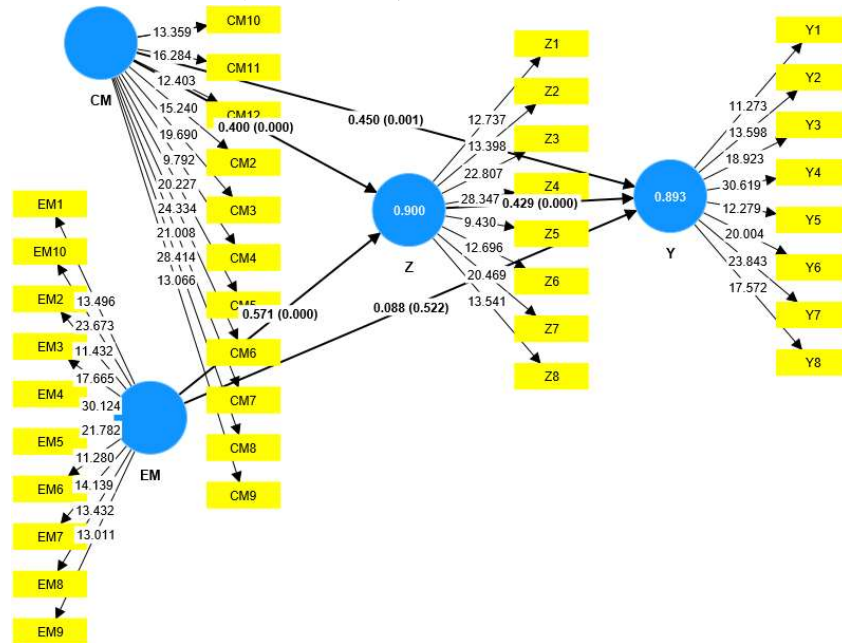 CM10
CM11
CM12
CM2
CM3
CM4
CM5
CM6
CM7
CM8
CM9
13.359
16.284
12.403
15.240
19.690
9.792
20.227
24.334
21.008
28.414
13.066
CM
0.400 (0.000)
0.450 (0.001)
EM1
EM10
EM2
EM3
EM4
EM5
EM6
EM7
EM8
EM9
13.496
23.673
11.432
17.665
30.124
21.782
11.280
14.139
13.432
13.011
EM
0.571 (0.000)
0.088 (0.522)
Z1
Z2
Z3
Z4
Z5
Z6
Z7
Z8
12.737
13.398
22.807
28.347
9.430
12.696
20.469
13.541
0.900
Z
0.429 (0.000)
Y1
Y2
Y3
Y4
Y5
Y6
Y7
Y8
11.273
13.598
18.923
30.619
12.279
20.004
23.843
17.572
0.893
Y